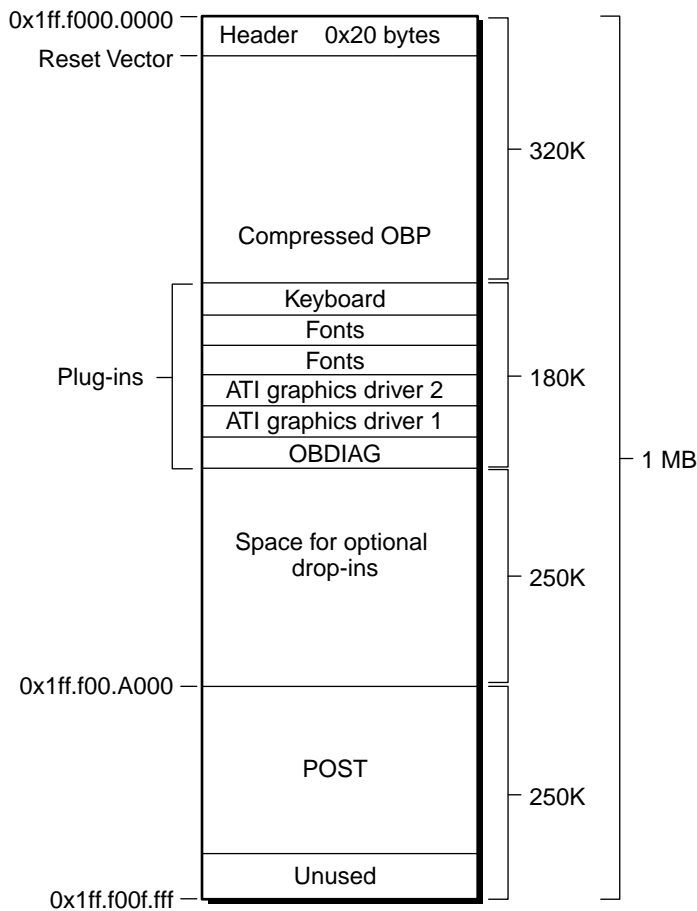 0x1ff.f000.0000
Header 0x20 bytes
Reset Vector
320K
Compressed OBP
Keyboard
Fonts
Fonts
Plug-ins
180K
ATI graphics driver 2
ATI graphics driver 1
OBDIAG
1 MB
Space for optional
drop-ins
250K
0x1ff.f00.A000
POST
250K
Unused
0x1ff.f00f.fff